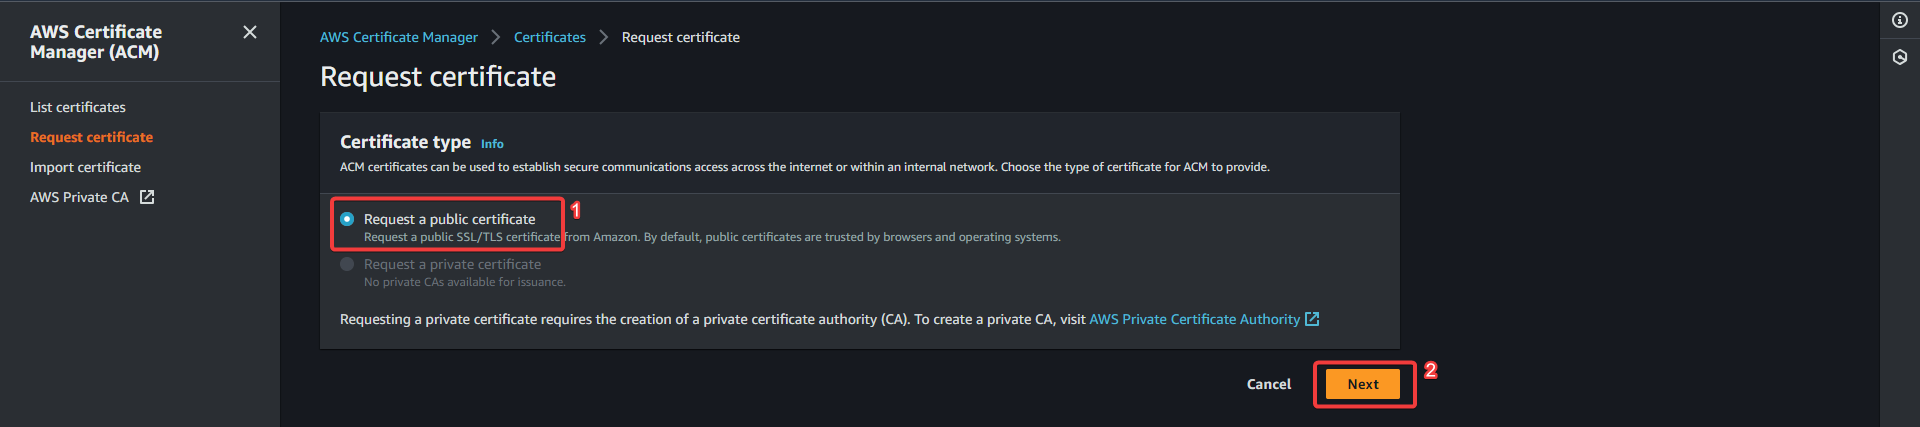 AWS Certificate
Manager (ACM)
List certificates
Request certificate
Import certificate
AWS Private CA
AWS Certificate Manager > Certificates > Request certificate
Request certificate
Certificate type Info
ACM certificates can be used to establish secure communications access across the internet or within an internal network. Choose the type of certificate for ACM to provide.
Request a public certificate 1
Request a public SSL/TLS certificate from Amazon. By default, public certificates are trusted by browsers and operating systems.
Request a private certificate
No private CAs available for issuance.
Requesting a private certificate requires the creation of a private certificate authority (CA). To create a private CA, visit AWS Private Certificate Authority
Cancel Next 2